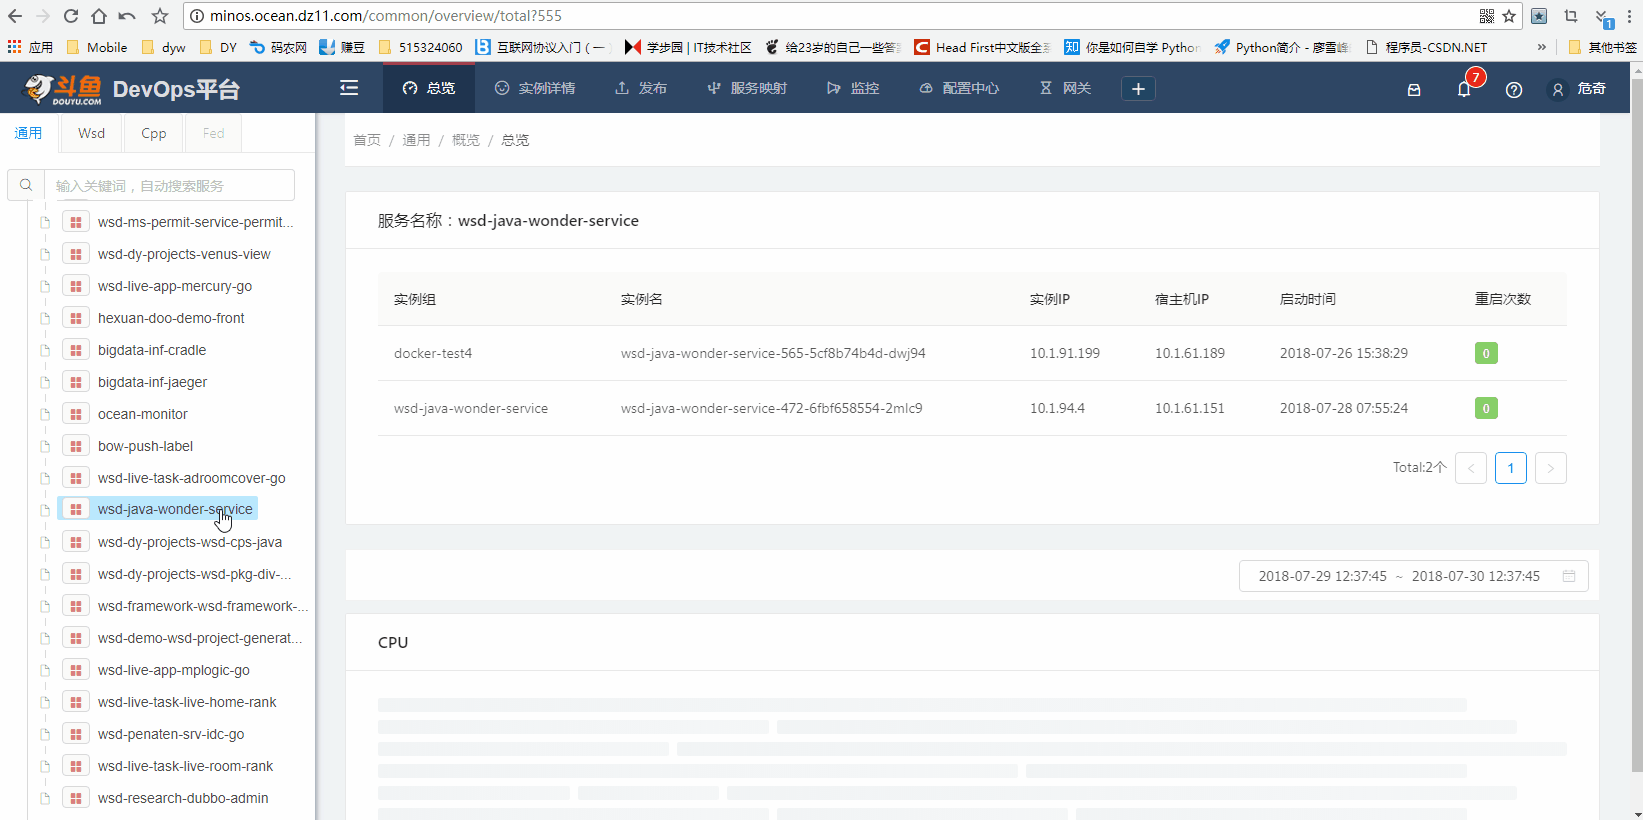 minos.ocean.dz11.com/common/overview/total?555
1
应用 Mobile dyw DY 码农网 赚豆 515324060 互联网协议入门（一 学步园 | IT技术社区 给23岁的自己一些答 Head First中文版全 你是如何自学 Python Python简介 - 廖雪峰 程序员-CSDN.NET » 其他书签
斗鱼 DOUYU.COM DevOps平台 总览 实例详情 发布 服务映射 监控 配置中心 网关 + 7 危奇
通用 Wsd Cpp Fed
首页 / 通用 / 概览 / 总览
输入关键词，自动搜索服务
wsd-ms-permit-service-permit...
wsd-dy-projects-venus-view
wsd-live-app-mercury-go
hexuan-doo-demo-front
bigdata-inf-cradle
bigdata-inf-jaeger
ocean-monitor
bow-push-label
wsd-live-task-adroomcover-go
wsd-java-wonder-service
wsd-dy-projects-wsd-cps-java
wsd-dy-projects-wsd-pkg-div-...
wsd-framework-wsd-framework-...
wsd-demo-wsd-project-generat...
wsd-live-app-mplogic-go
wsd-live-task-live-home-rank
wsd-penaten-srv-idc-go
wsd-live-task-live-room-rank
wsd-research-dubbo-admin
服务名称：wsd-java-wonder-service
实例组 实例名 实例IP 宿主机IP 启动时间 重启次数
docker-test4 wsd-java-wonder-service-565-5cf8b74b4d-dwj94 10.1.91.199 10.1.61.189 2018-07-26 15:38:29 0
wsd-java-wonder-service wsd-java-wonder-service-472-6fbf658554-2mlc9 10.1.94.4 10.1.61.151 2018-07-28 07:55:24 0
Total:2个 < 1 >
2018-07-29 12:37:45 ~ 2018-07-30 12:37:45
CPU